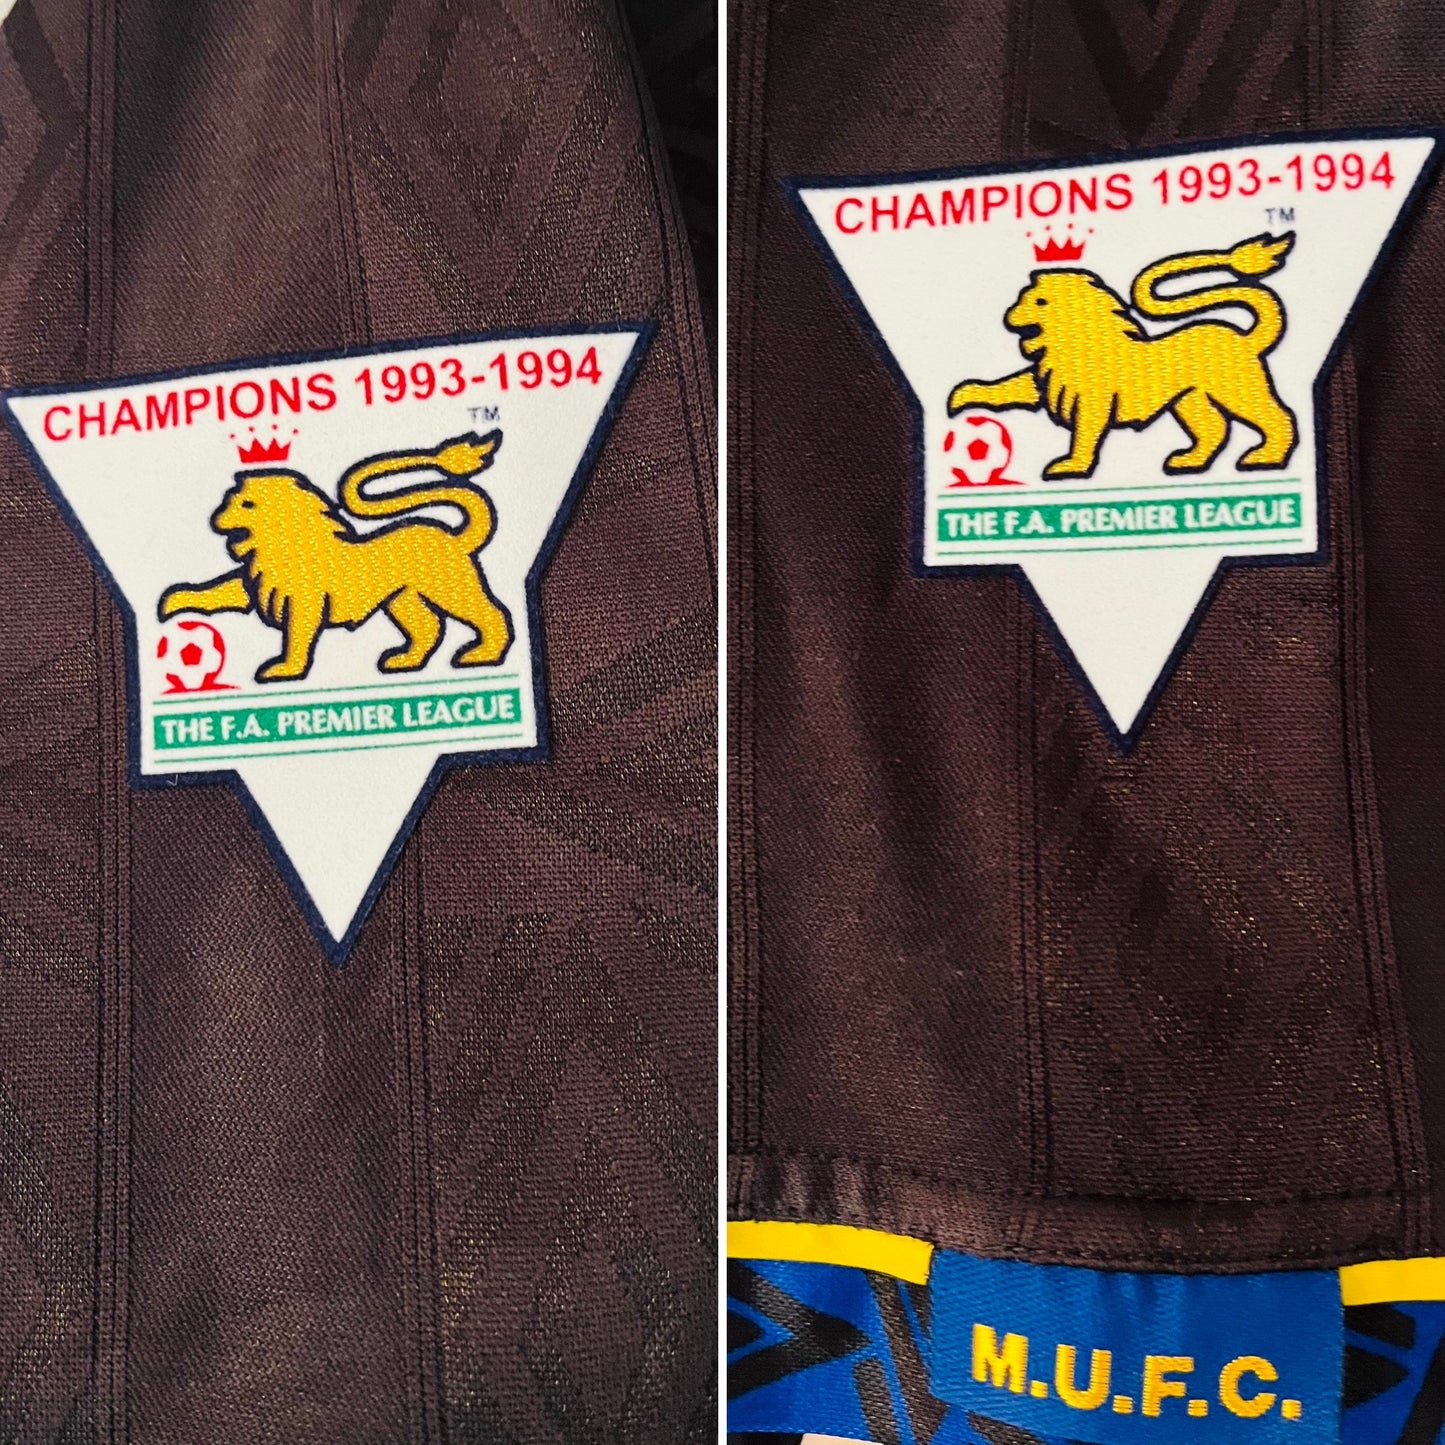 CHAMPIONS 1993-1994
TM
THE F.A. PREMIER LEAGUE
CHAMPIONS 1993-1994
TM
THE F.A. PREMIER LEAGUE
M.U.F.C.